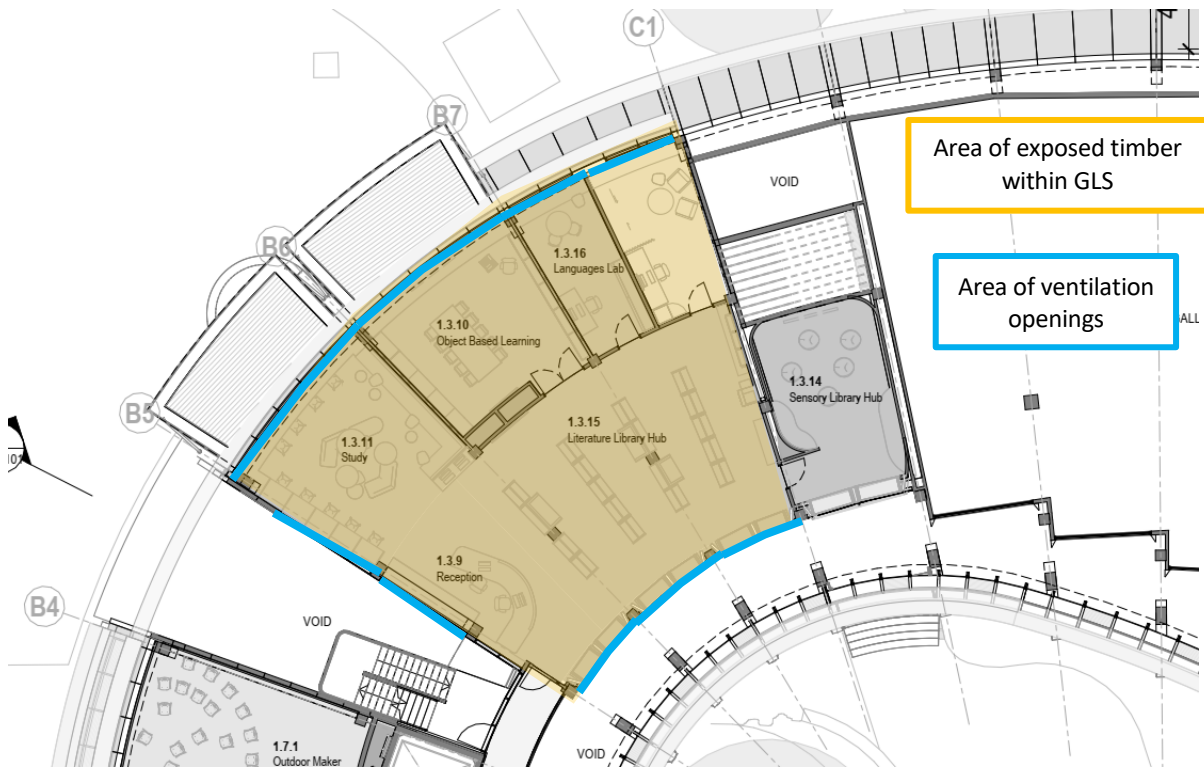 C1
B7
B6
B5
B4
VOID
Area of exposed timber
within GLS
Area of ventilation
openings
1.3.16
Languages Lab
1.3.10
Object Based Learning
1.3.11
Study
1.3.15
Literature Library Hub
1.3.14
Sensory Library Hub
1.3.9
Reception
VOID
1.7.1
Outdoor Maker
VOID